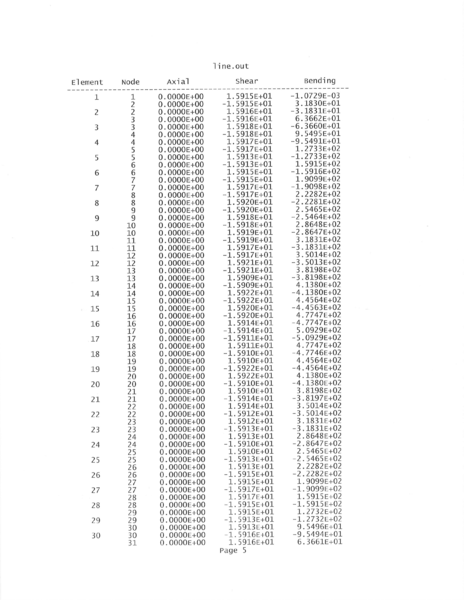 line.out
Element Node Axial Shear Bending
1 1 0.0000E+00 1.5915E+01 -1.0729E-03
2 0.0000E+00 -1.5915E+01 3.1830E+01
2 2 0.0000E+00 1.5916E+01 -3.1831E+01
3 0.0000E+00 -1.5916E+01 6.3662E+01
3 3 0.0000E+00 1.5918E+01 -6.3660E+01
4 0.0000E+00 -1.5918E+01 9.5495E+01
4 4 0.0000E+00 1.5917E+01 -9.5491E+01
5 0.0000E+00 -1.5917E+01 1.2733E+02
5 5 0.0000E+00 1.5913E+01 -1.2733E+02
6 0.0000E+00 -1.5913E+01 1.5915E+02
6 6 0.0000E+00 1.5915E+01 -1.5916E+02
7 0.0000E+00 -1.5915E+01 1.9099E+02
7 7 0.0000E+00 1.5917E+01 -1.9098E+02
8 0.0000E+00 -1.5917E+01 2.2282E+02
8 8 0.0000E+00 1.5920E+01 -2.2281E+02
9 0.0000E+00 -1.5920E+01 2.5465E+02
9 9 0.0000E+00 1.5918E+01 -2.5464E+02
10 0.0000E+00 -1.5918E+01 2.8648E+02
10 10 0.0000E+00 1.5919E+01 -2.8647E+02
11 0.0000E+00 -1.5919E+01 3.1831E+02
11 11 0.0000E+00 1.5917E+01 -3.1831E+02
12 0.0000E+00 -1.5917E+01 3.5014E+02
12 12 0.0000E+00 1.5921E+01 -3.5013E+02
13 0.0000E+00 -1.5921E+01 3.8198E+02
13 13 0.0000E+00 1.5909E+01 -3.8198E+02
14 0.0000E+00 -1.5909E+01 4.1380E+02
14 14 0.0000E+00 1.5922E+01 -4.1380E+02
15 0.0000E+00 -1.5922E+01 4.4564E+02
15 15 0.0000E+00 1.5920E+01 -4.4563E+02
16 0.0000E+00 -1.5920E+01 4.7747E+02
16 16 0.0000E+00 1.5914E+01 -4.7747E+02
17 0.0000E+00 -1.5914E+01 5.0929E+02
17 17 0.0000E+00 -1.5911E+01 -5.0929E+02
18 0.0000E+00 1.5911E+01 4.7747E+02
18 18 0.0000E+00 -1.5910E+01 -4.7746E+02
19 0.0000E+00 1.5910E+01 4.4564E+02
19 19 0.0000E+00 -1.5922E+01 -4.4564E+02
20 0.0000E+00 1.5922E+01 4.1380E+02
20 20 0.0000E+00 -1.5910E+01 -4.1380E+02
21 0.0000E+00 1.5910E+01 3.8198E+02
21 21 0.0000E+00 -1.5914E+01 -3.8197E+02
22 0.0000E+00 1.5914E+01 3.5014E+02
22 22 0.0000E+00 -1.5912E+01 -3.5014E+02
23 0.0000E+00 1.5912E+01 3.1831E+02
23 23 0.0000E+00 -1.5913E+01 -3.1831E+02
24 0.0000E+00 1.5913E+01 2.8648E+02
24 24 0.0000E+00 -1.5910E+01 -2.8647E+02
25 0.0000E+00 1.5910E+01 2.5465E+02
25 25 0.0000E+00 -1.5913E+01 -2.5465E+02
26 0.0000E+00 1.5913E+01 2.2282E+02
26 26 0.0000E+00 -1.5915E+01 -2.2282E+02
27 0.0000E+00 1.5915E+01 1.9099E+02
27 27 0.0000E+00 -1.5917E+01 -1.9099E+02
28 0.0000E+00 1.5917E+01 1.5915E+02
28 28 0.0000E+00 -1.5915E+01 -1.5915E+02
29 0.0000E+00 1.5915E+01 1.2732E+02
29 29 0.0000E+00 -1.5913E+01 -1.2732E+02
30 0.0000E+00 1.5913E+01 9.5496E+01
30 30 0.0000E+00 -1.5916E+01 -9.5494E+01
31 0.0000E+00 1.5916E+01 6.3661E+01
Page 5